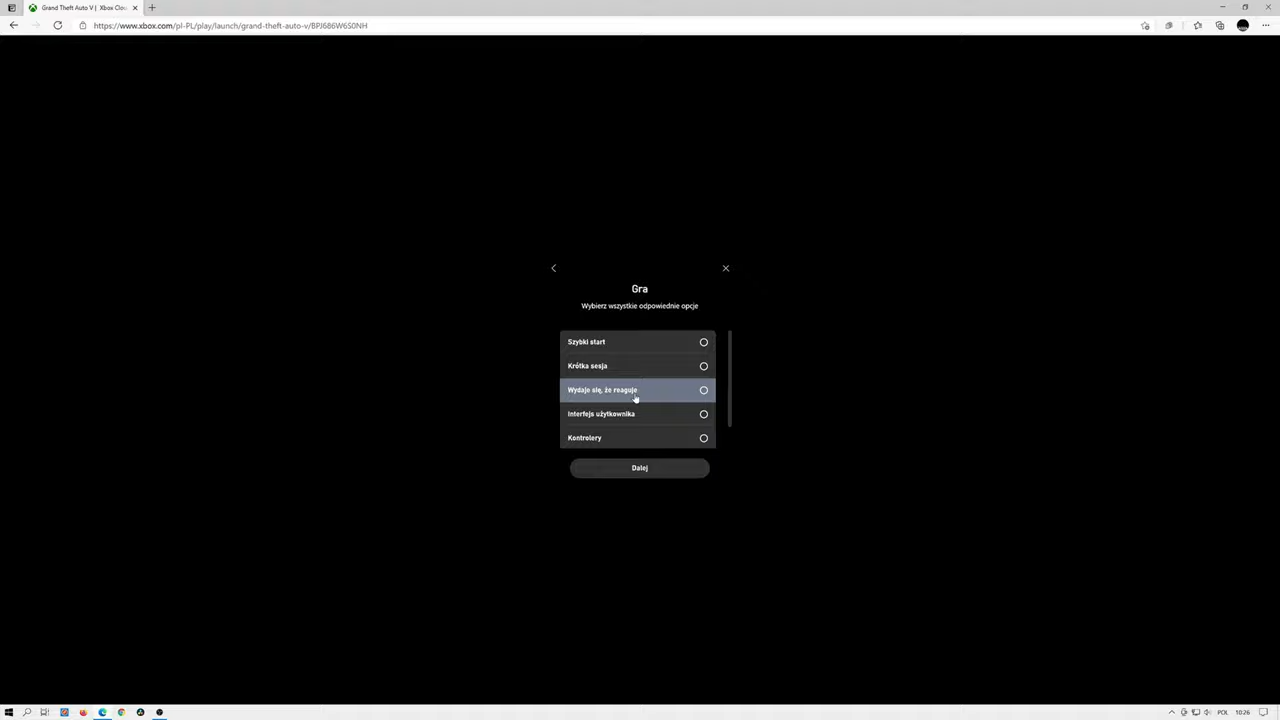 Grand Theft Auto V | Xbox Clou
https://www.xbox.com/pl-PL/play/launch/grand-theft-auto-v/BPJ686W6S0NH
Gra
Wybierz wszystkie odpowiednie opcje
Szybki start
Krótka sesja
Wydaje się, że reaguje
Interfejs użytkownika
Kontrolery
Dalej
POL
10:26